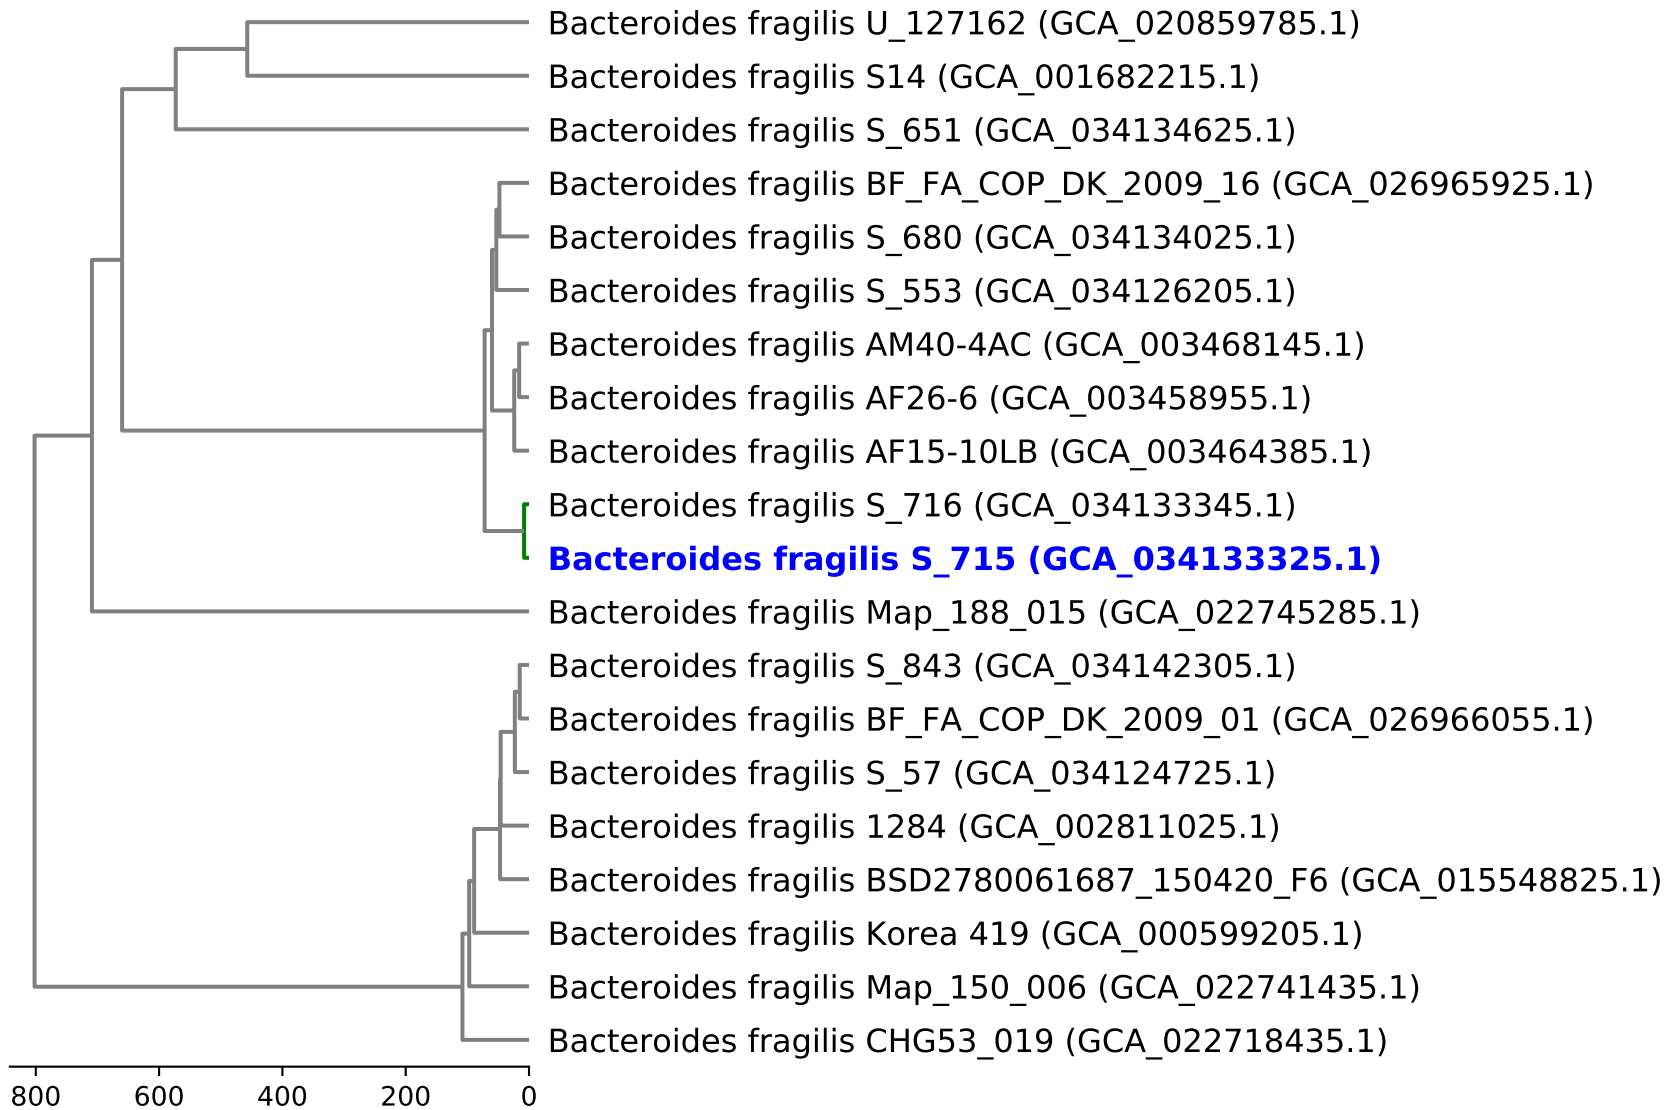 Bacteroides fragilis U_127162 (GCA_020859785.1)
Bacteroides fragilis S14 (GCA_001682215.1)
Bacteroides fragilis S_651 (GCA_034134625.1)
Bacteroides fragilis BF_FA_COP_DK_2009_16 (GCA_026965925.1)
Bacteroides fragilis S_680 (GCA_034134025.1)
Bacteroides fragilis S_553 (GCA_034126205.1)
Bacteroides fragilis AM40-4AC (GCA_003468145.1)
Bacteroides fragilis AF26-6 (GCA_003458955.1)
Bacteroides fragilis AF15-10LB (GCA_003464385.1)
Bacteroides fragilis S_716 (GCA_034133345.1)
Bacteroides fragilis S_715 (GCA_034133325.1)
Bacteroides fragilis Map_188_015 (GCA_022745285.1)
Bacteroides fragilis S_843 (GCA_034142305.1)
Bacteroides fragilis BF_FA_COP_DK_2009_01 (GCA_026966055.1)
Bacteroides fragilis S_57 (GCA_034124725.1)
Bacteroides fragilis 1284 (GCA_002811025.1)
Bacteroides fragilis BSD2780061687_150420_F6 (GCA_015548825.1)
Bacteroides fragilis Korea 419 (GCA_000599205.1)
Bacteroides fragilis Map_150_006 (GCA_022741435.1)
Bacteroides fragilis CHG53_019 (GCA_022718435.1)
800 600 400 200 0